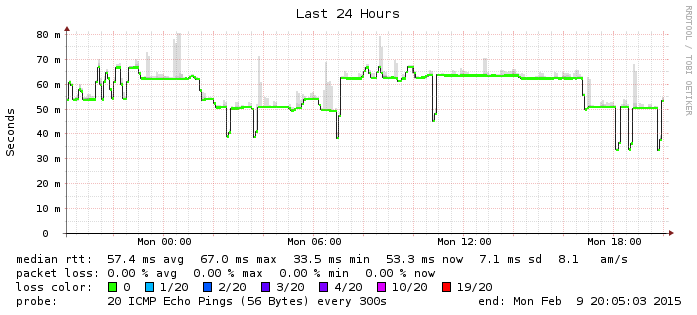 Last 24 Hours
RRDTOOL / TOBI OETIKER
Seconds
80 m
70 m
60 m
50 m
40 m
30 m
20 m
10 m
0
Mon 00:00 Mon 06:00 Mon 12:00 Mon 18:00
median rtt: 57.4 ms avg 67.0 ms max 33.5 ms min 53.3 ms now 7.1 ms sd 8.1 am/s
packet loss: 0.00 % avg 0.00 % max 0.00 % min 0.00 % now
loss color: 0 1/20 2/20 3/20 4/20 10/20 19/20
probe: 20 ICMP Echo Pings (56 Bytes) every 300s end: Mon Feb 9 20:05:03 2015